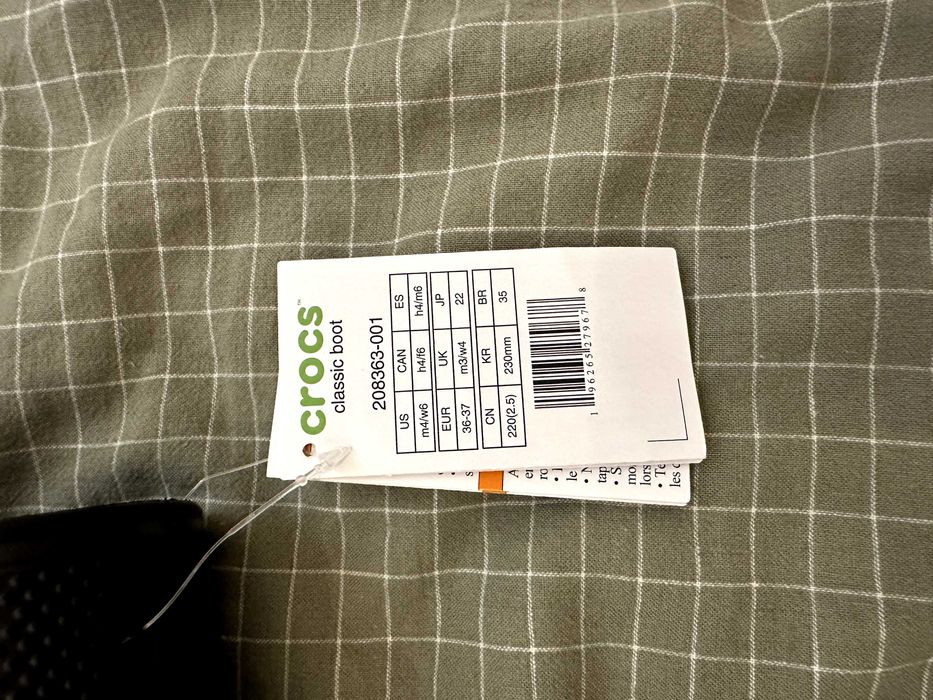 crocs™
classic boot
208363-001
US CAN ES
m4/w6 h4/f6 h4/m6
EUR UK JP
36-37 m3/w4 22
CN KR BR
220(2.5) 230mm 35
1 96265 27967 8